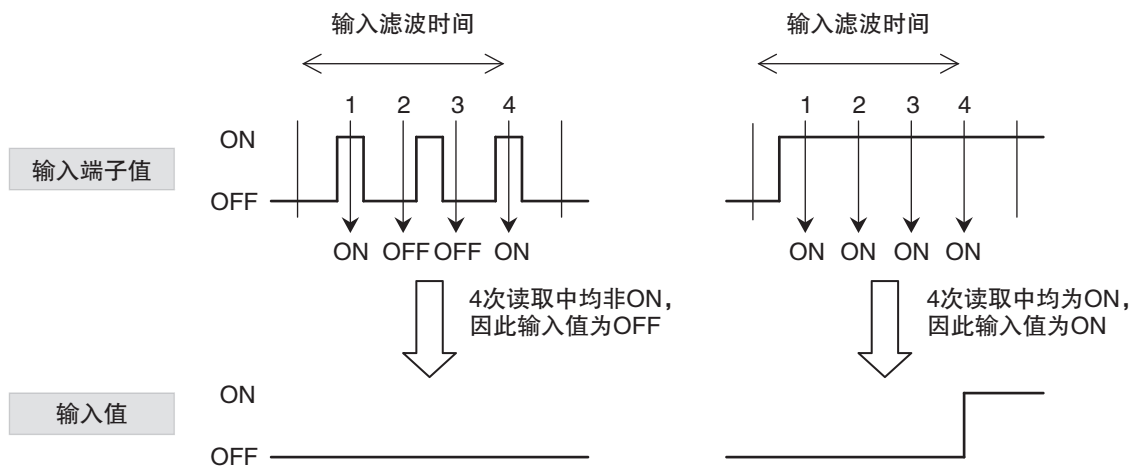 输入滤波时间 输入滤波时间
1 2 3 4 1 2 3 4
ON
输入端子值
OFF
ON OFF OFF ON ON ON ON ON
4次读取中均非ON，
因此输入值为OFF
4次读取中均为ON，
因此输入值为ON
ON
输入值
OFF